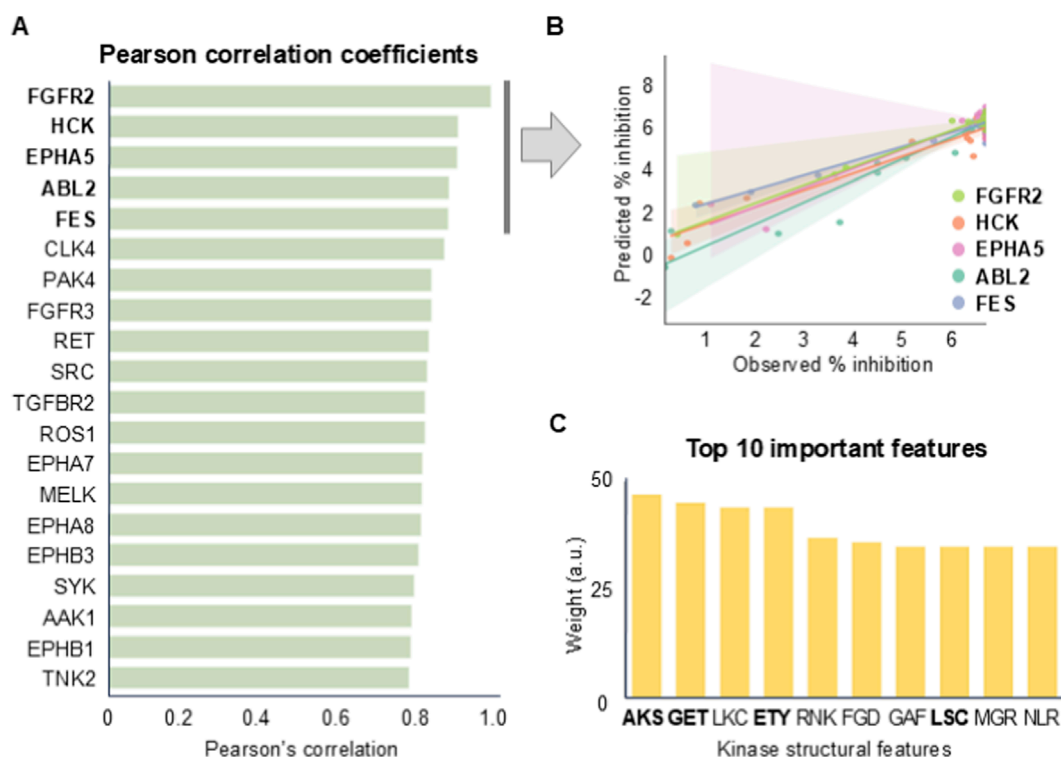 A
Pearson correlation coefficients
FGFR2
HCK
EPHA5
ABL2
FES
CLK4
PAK4
FGFR3
RET
SRC
TGFBR2
ROS1
EPHA7
MELK
EPHA8
EPHB3
SYK
AAK1
EPHB1
TNK2
0 0.2 0.4 0.6 0.8 1.0
Pearson's correlation
B
Predicted % inhibition
8
6
4
2
0
-2
FGFR2
HCK
EPHA5
ABL2
FES
1 2 3 4 5 6
Observed % inhibition
C
Top 10 important features
Weight (a.u.)
50
25
0
AKS GET LKC ETY RNK FGD GAF LSC MGR NLR
Kinase structural features